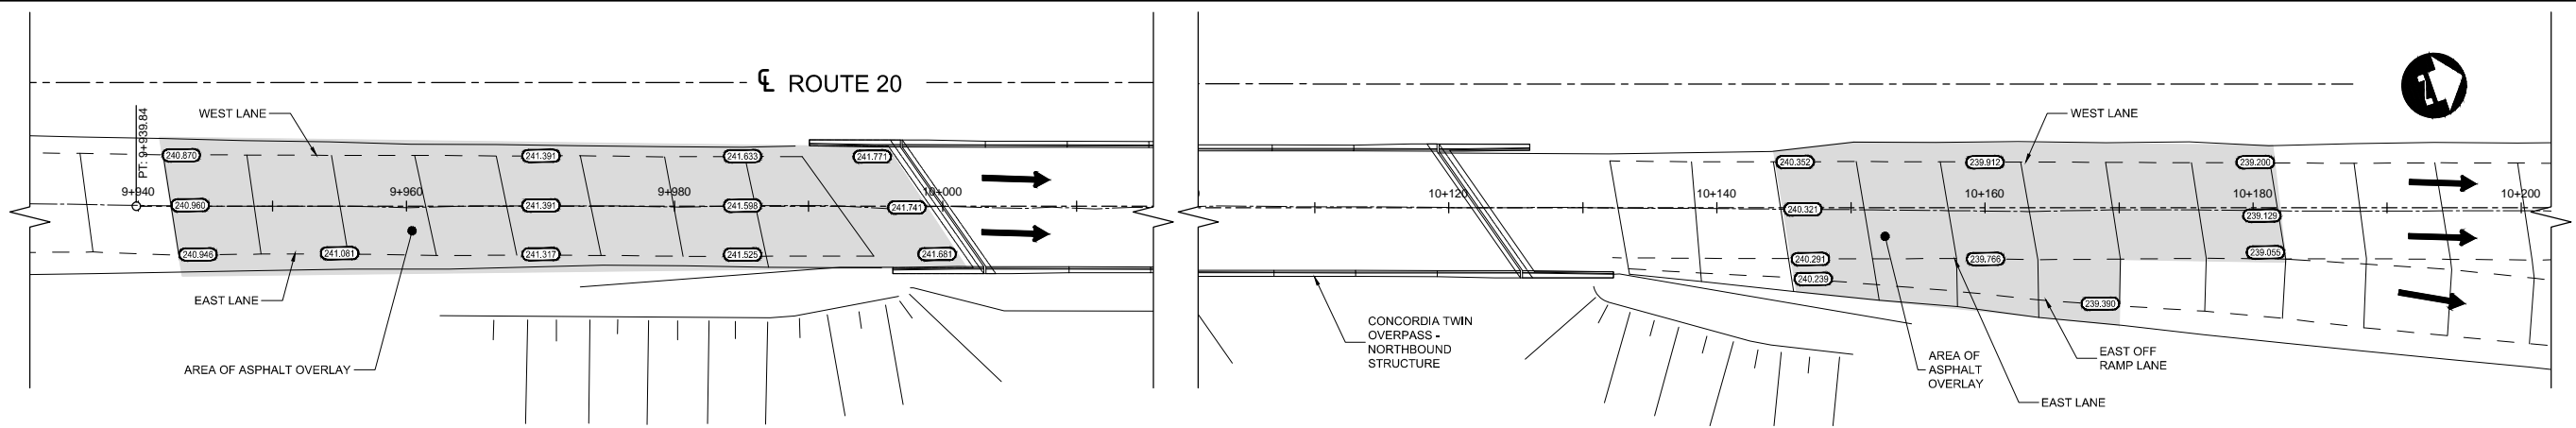 ℄ ROUTE 20
WEST LANE
PT: 9+939.84
240.870
241.391
241.633
241.771
9+940
9+960
9+980
10+000
240.960
241.391
241.598
241.741
240.946
241.081
241.317
241.525
241.681
EAST LANE
AREA OF ASPHALT OVERLAY
WEST LANE
240.352
239.912
239.200
10+120
10+140
10+160
10+180
10+200
240.321
239.129
240.291
239.766
239.055
240.239
239.390
CONCORDIA TWIN
OVERPASS -
NORTHBOUND
STRUCTURE
AREA OF
ASPHALT
OVERLAY
EAST OFF
RAMP LANE
EAST LANE